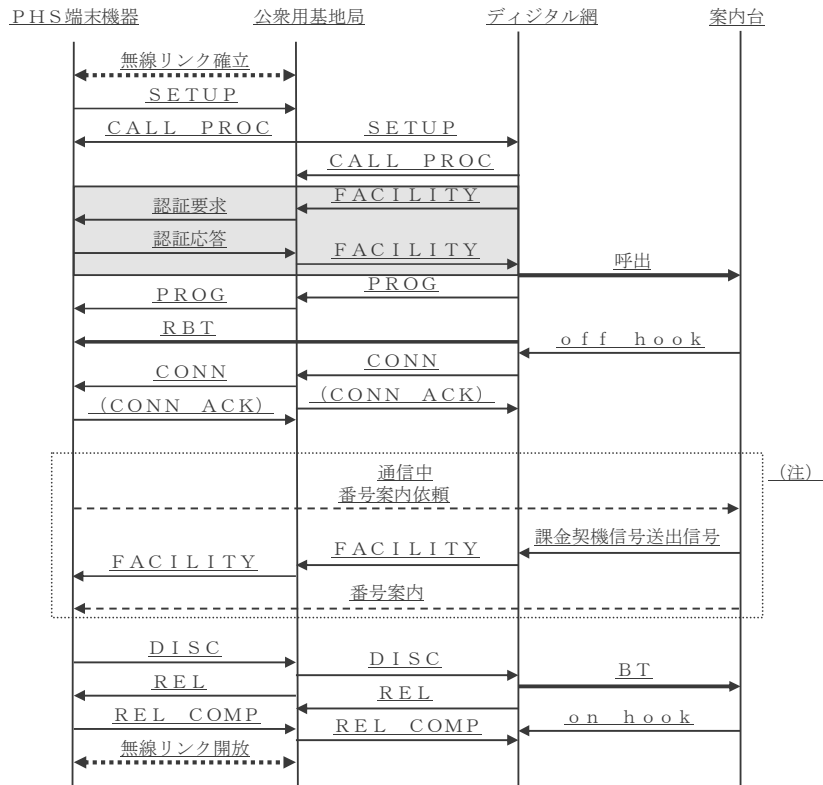 ＰＨＳ端末機器　公衆用基地局　ディジタル網　案内台
無線リンク確立
ＳＥＴＵＰ
ＣＡＬＬ　ＰＲＯＣ　ＳＥＴＵＰ
ＣＡＬＬ　ＰＲＯＣ
ＦＡＣＩＬＩＴＹ
認証要求
認証応答
ＦＡＣＩＬＩＴＹ
呼出
ＰＲＯＧ
ＰＲＯＧ
ＲＢＴ
ｏｆｆ　ｈｏｏｋ
ＣＯＮＮ
ＣＯＮＮ
（ＣＯＮＮ　ＡＣＫ）
（ＣＯＮＮ　ＡＣＫ）
通信中
（注）
番号案内依頼
課金契機信号送出信号
ＦＡＣＩＬＩＴＹ
ＦＡＣＩＬＩＴＹ
番号案内
ＤＩＳＣ
ＤＩＳＣ
ＢＴ
ＲＥＬ
ＲＥＬ
ＲＥＬ　ＣＯＭＰ
ｏｎ　ｈｏｏｋ
ＲＥＬ　ＣＯＭＰ
無線リンク開放